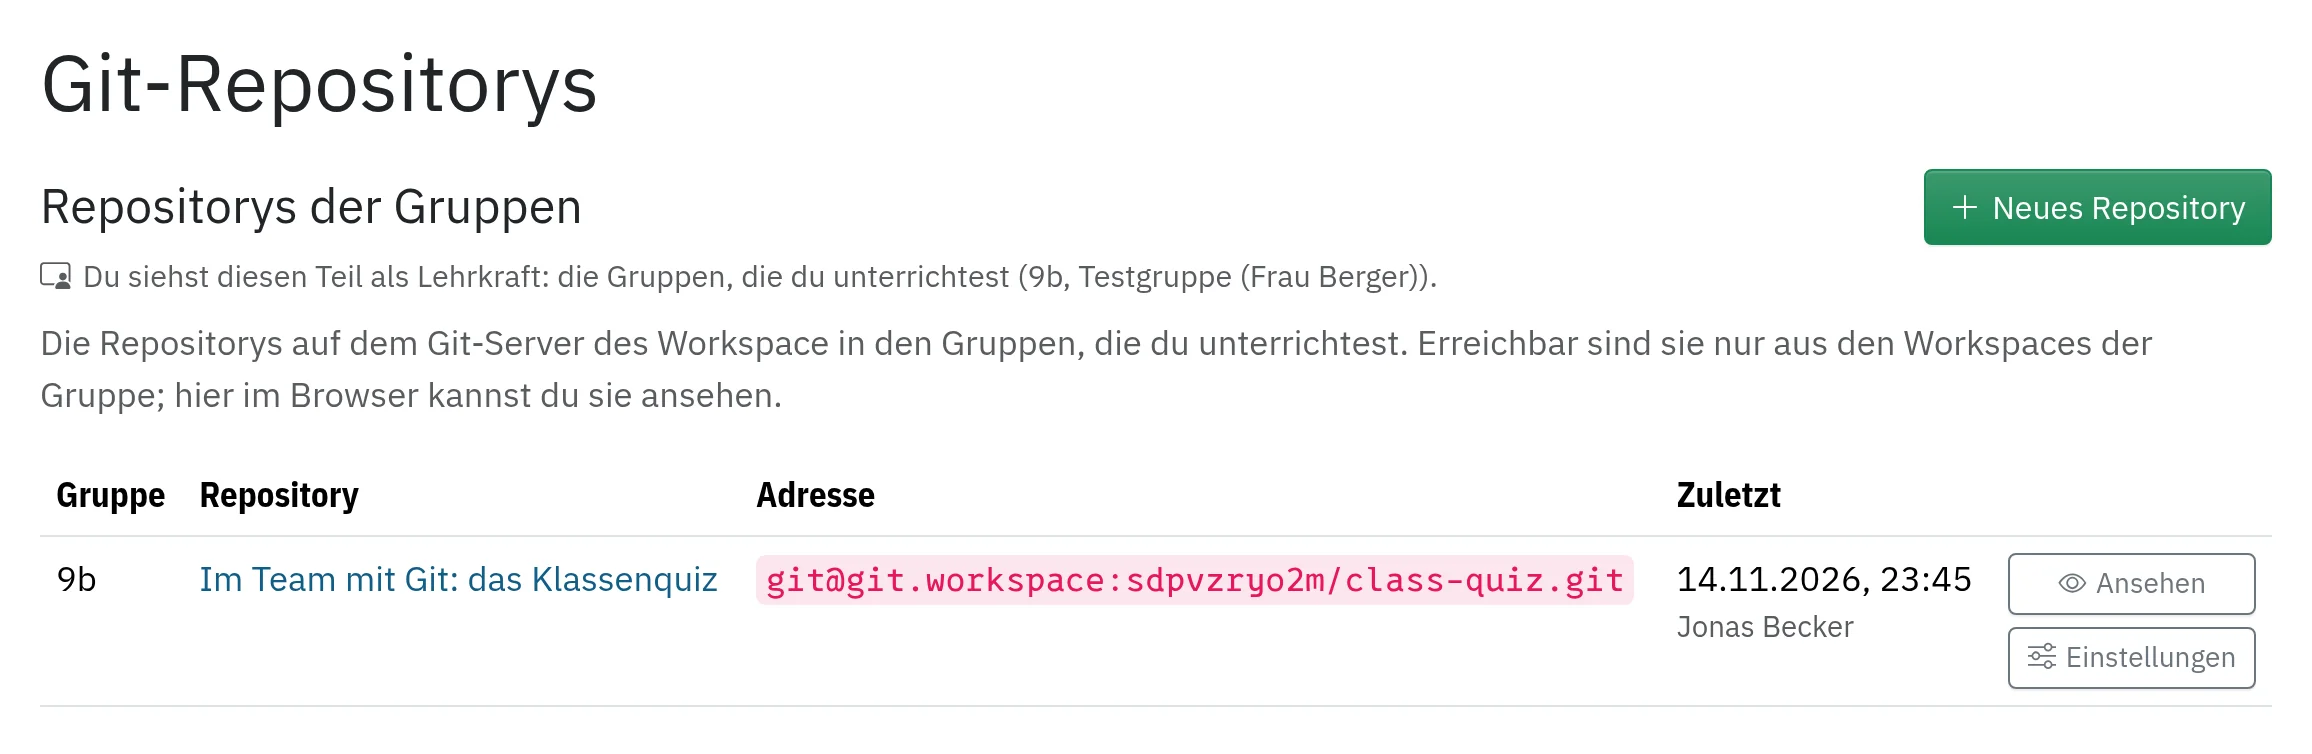 Git-Repositorys
Repositorys der Gruppen
Neues Repository
Du siehst diesen Teil als Lehrkraft: die Gruppen, die du unterrichtest (9b, Testgruppe (Frau Berger)).
Die Repositorys auf dem Git-Server des Workspace in den Gruppen, die du unterrichtest. Erreichbar sind sie nur aus den Workspaces der
Gruppe; hier im Browser kannst du sie ansehen.
Gruppe Repository Adresse Zuletzt
9b Im Team mit Git: das Klassenquiz git@git.workspace:sdpvzryo2m/class-quiz.git 14.11.2026, 23:45 Ansehen
Jonas Becker
Einstellungen